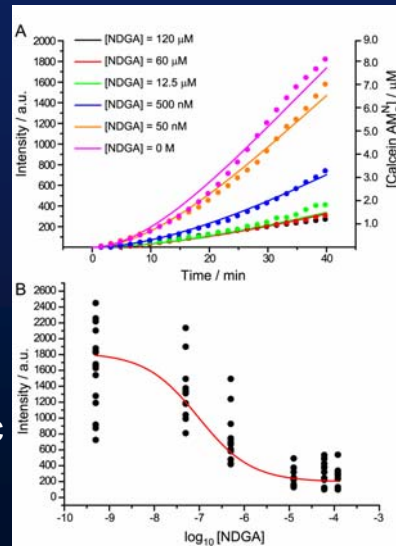 A
2000
1800
1600
1400
1200
1000
800
600
400
200
[NDGA] = 120 µM
[NDGA] = 60 µM
[NDGA] = 12.5 µM
[NDGA] = 500 nM
[NDGA] = 50 nM
[NDGA] = 0 M
Intensity / a.u.
9.0
8.0
7.0
6.0
5.0
4.0
3.0
2.0
1.0
0 10 20 30 40
Time / min
B
2600
2400
2200
2000
1800
1600
1400
1200
1000
800
600
400
200
0
Intensity / a.u.
-10 -9 -8 -7 -6 -5 -4 -3
log10 [NDGA]
c